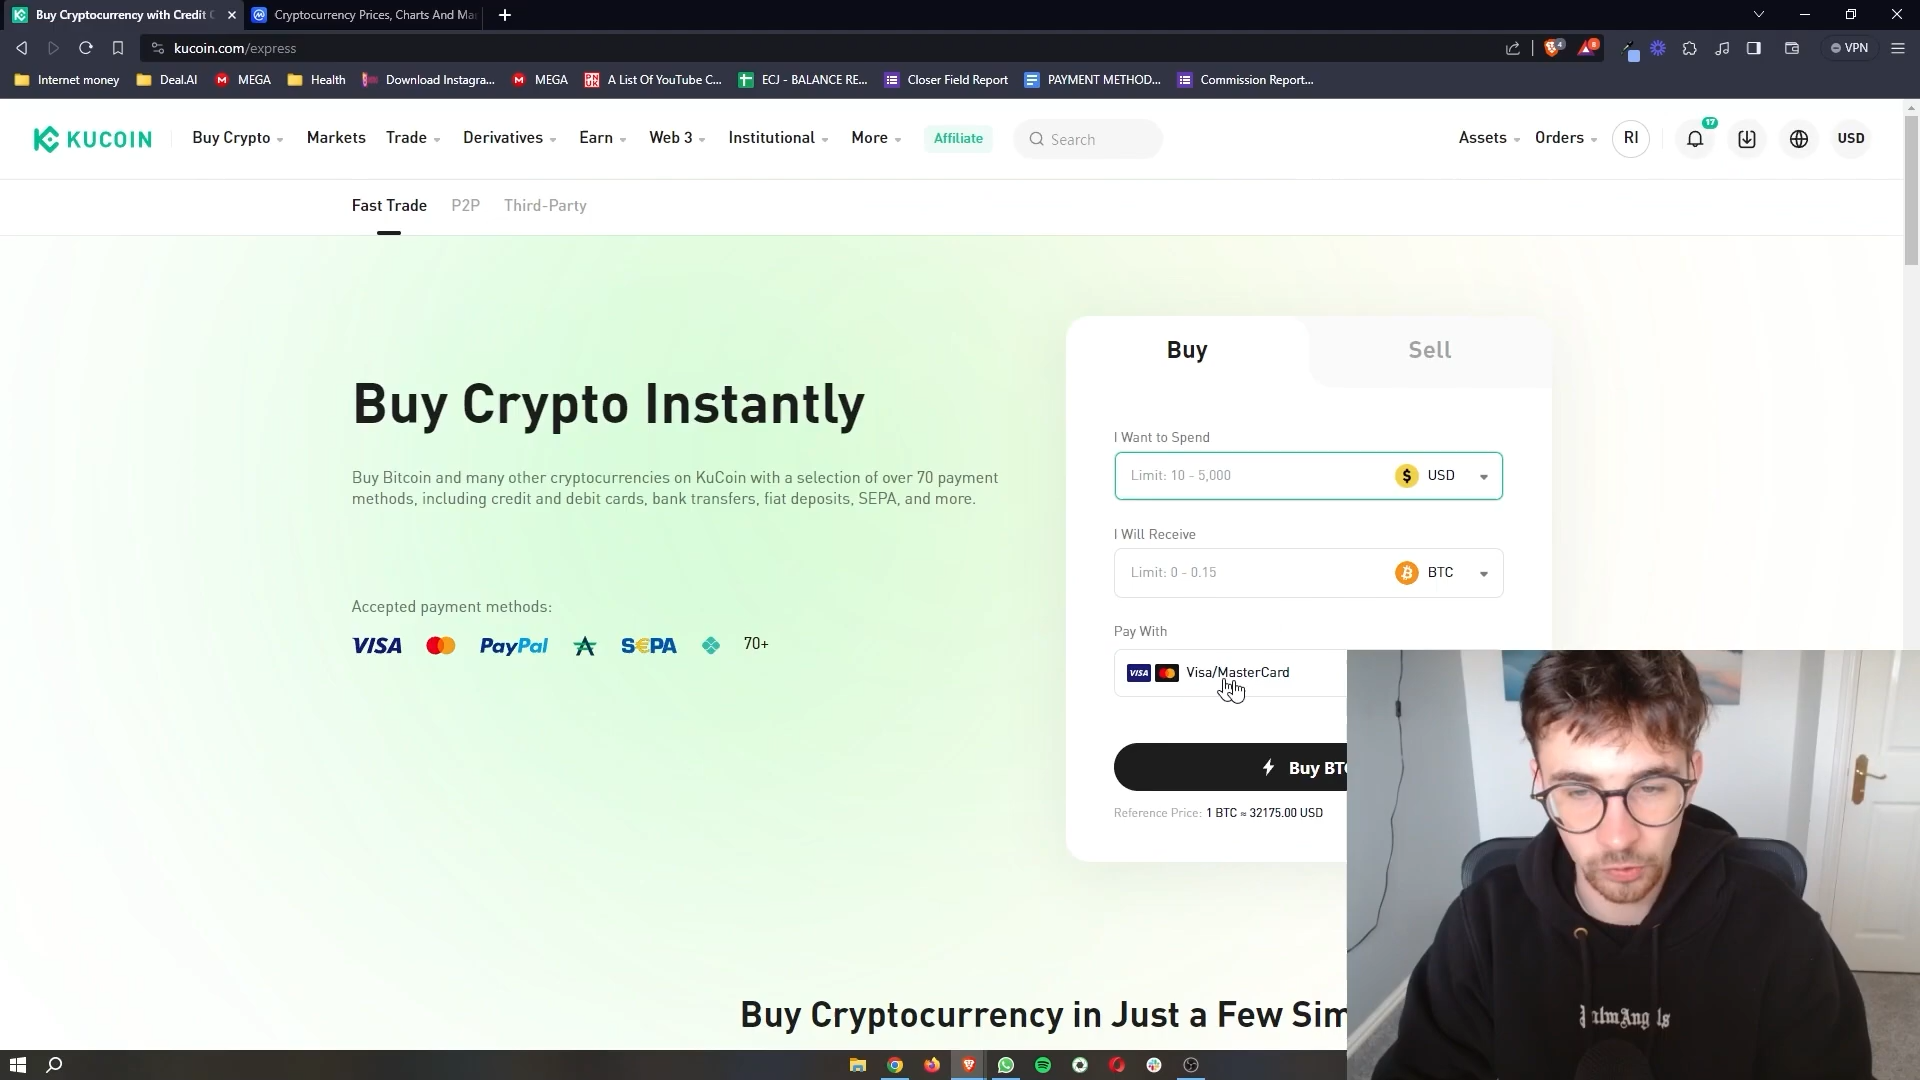 Buy Cryptocurrency with Credit C
Cryptocurrency Prices, Charts And Ma
kucoin.com/express
4
8
VPN
Internet money
Deal.AI
MEGA
Health
Download Instagra...
MEGA
A List Of YouTube C...
ECJ - BALANCE RE...
Closer Field Report
PAYMENT METHOD...
Commission Report...
KUCOIN
Buy Crypto
Markets
Trade
Derivatives
Earn
Web 3
Institutional
More
Affiliate
Search
Assets
Orders
RI
17
USD
Fast Trade
P2P
Third-Party
Buy
Sell
Buy Crypto Instantly
Buy Bitcoin and many other cryptocurrencies on KuCoin with a selection of over 70 payment
methods, including credit and debit cards, bank transfers, fiat deposits, SEPA, and more.
Accepted payment methods:
VISA
PayPal
S€PA
70+
I Want to Spend
Limit: 10 - 5,000
USD
I Will Receive
Limit: 0 - 0.15
BTC
Pay With
VISA
Visa/MasterCard
Buy BTC
Reference Price: 1 BTC ≈ 32175.00 USD
Buy Cryptocurrency in Just a Few Sim